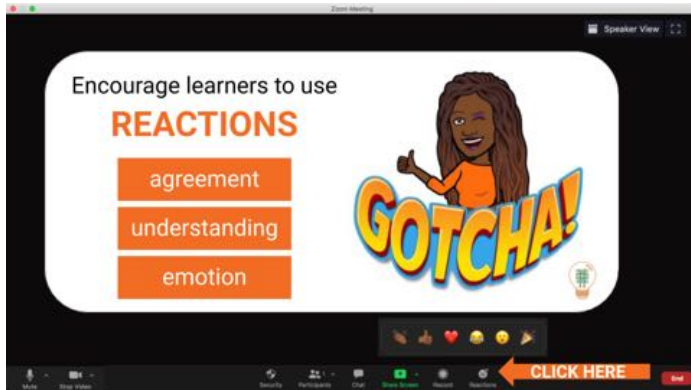 Zoom Meeting
Speaker View
Encourage learners to use
REACTIONS
agreement
understanding
emotion
GOTCHA!
CLICK HERE
Mute
Stop Video
Security
Participants
1
Chat
Share Screen
Record
Reactions
End